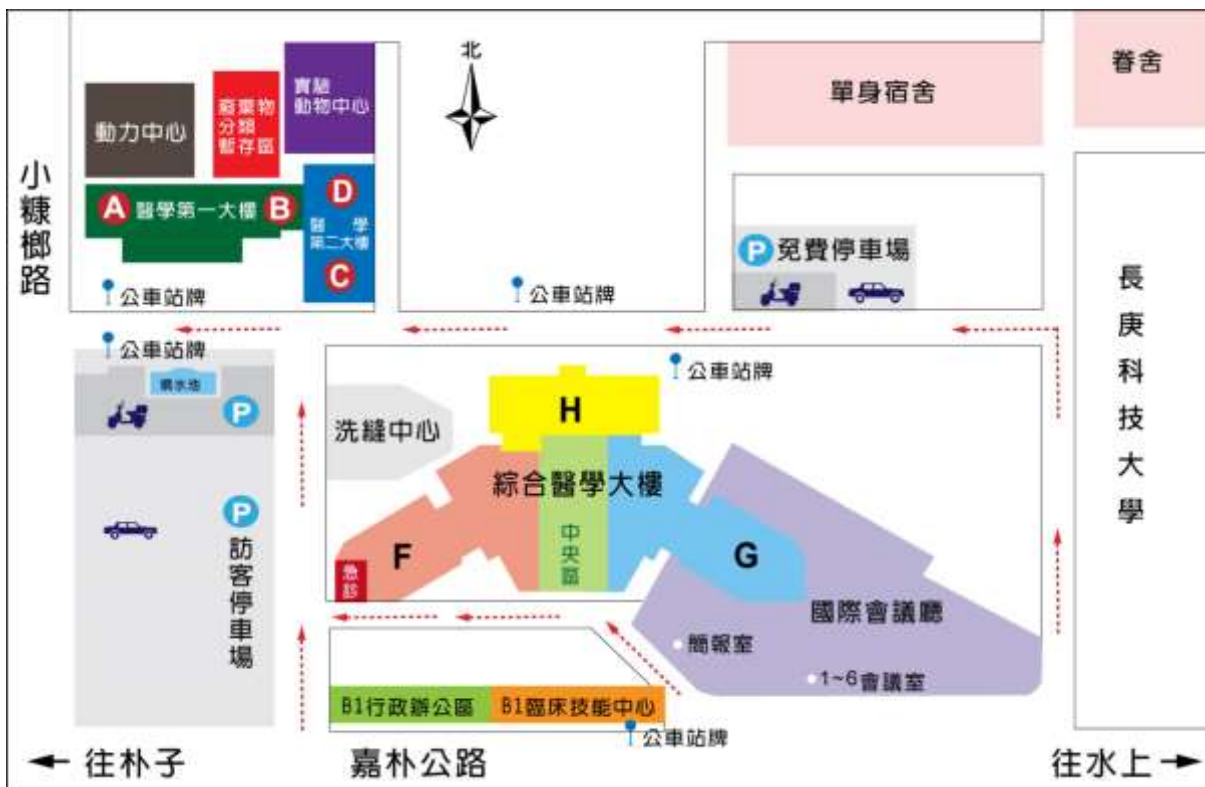 北
眷舍
單身宿舍
實驗
動物中心
廢棄物
分類
暫存區
動力中心
小糠榔路
A 醫學第一大樓 B
D
醫學
第二大樓
C
P 免費停車場
公車站牌
公車站牌
公車站牌
公車站牌
噴水池
P
長庚科技大學
洗縫中心
H
綜合醫學大樓
中央區
F
G
急診
P
訪客停車場
國際會議廳
簡報室
1~6會議室
B1行政辦公區
B1臨床技能中心
公車站牌
往朴子
嘉朴公路
往水上